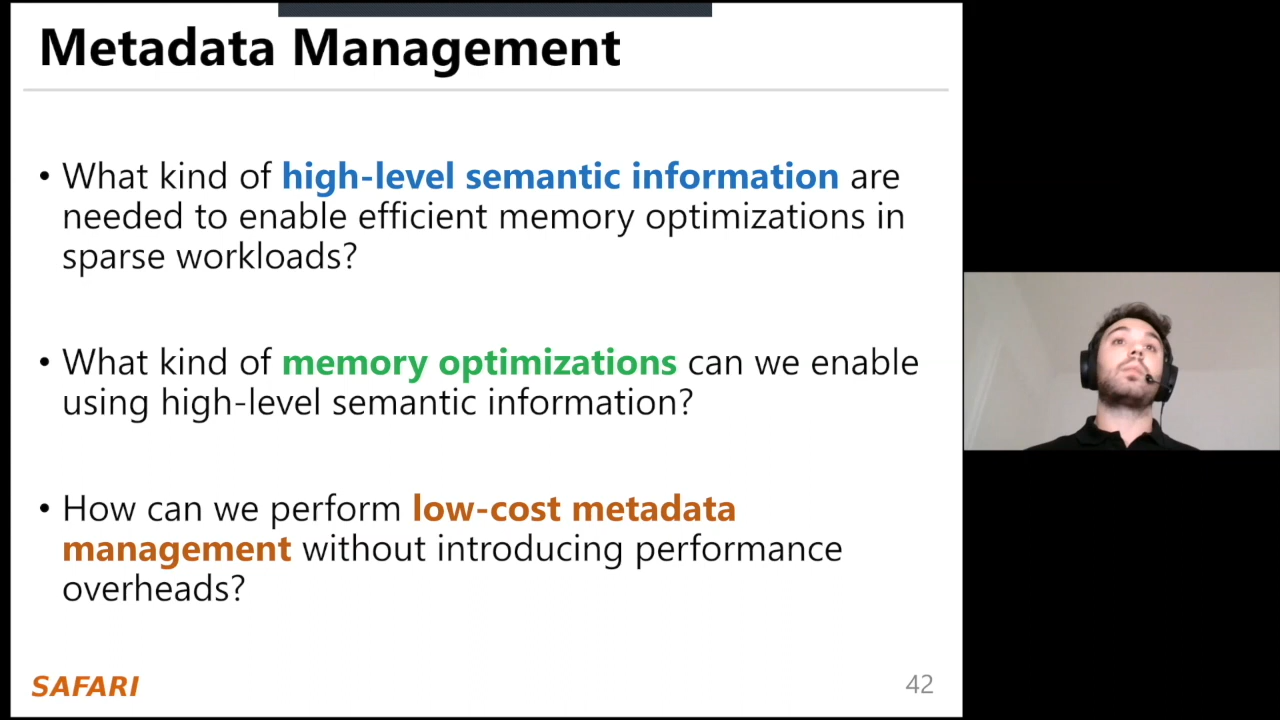 Metadata Management
• What kind of high-level semantic information are
needed to enable efficient memory optimizations in
sparse workloads?
• What kind of memory optimizations can we enable
using high-level semantic information?
• How can we perform low-cost metadata
management without introducing performance
overheads?
SAFARI
42